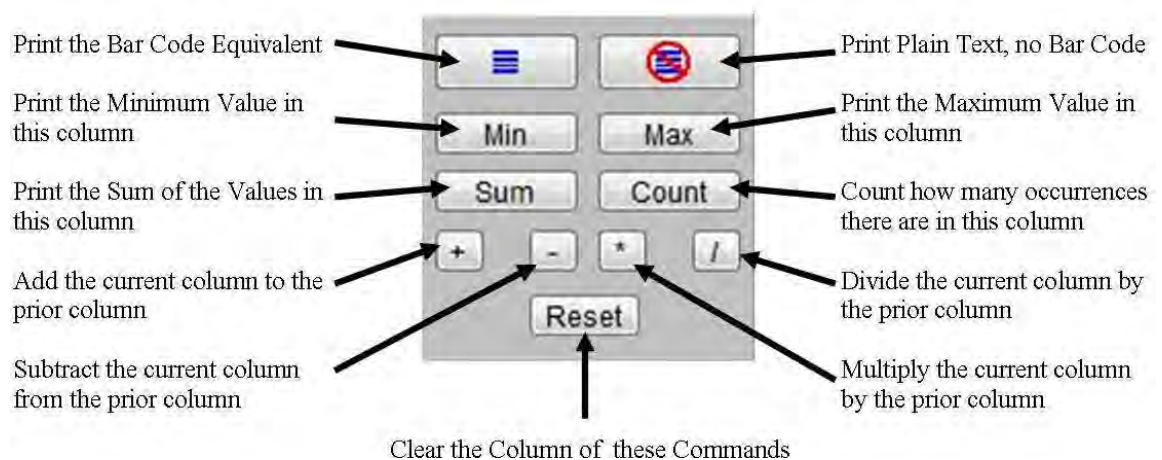 Print the Bar Code Equivalent
Print Plain Text, no Bar Code
Print the Minimum Value in
this column
Min
Max
Print the Maximum Value in
this column
Print the Sum of the Values in
this column
Sum
Count
Count how many occurrences
there are in this column
Add the current column to the
prior column
+
-
*
/
Divide the current column by
the prior column
Reset
Subtract the current column
from the prior column
Multiply the current column
by the prior column
Clear the Column of these Commands